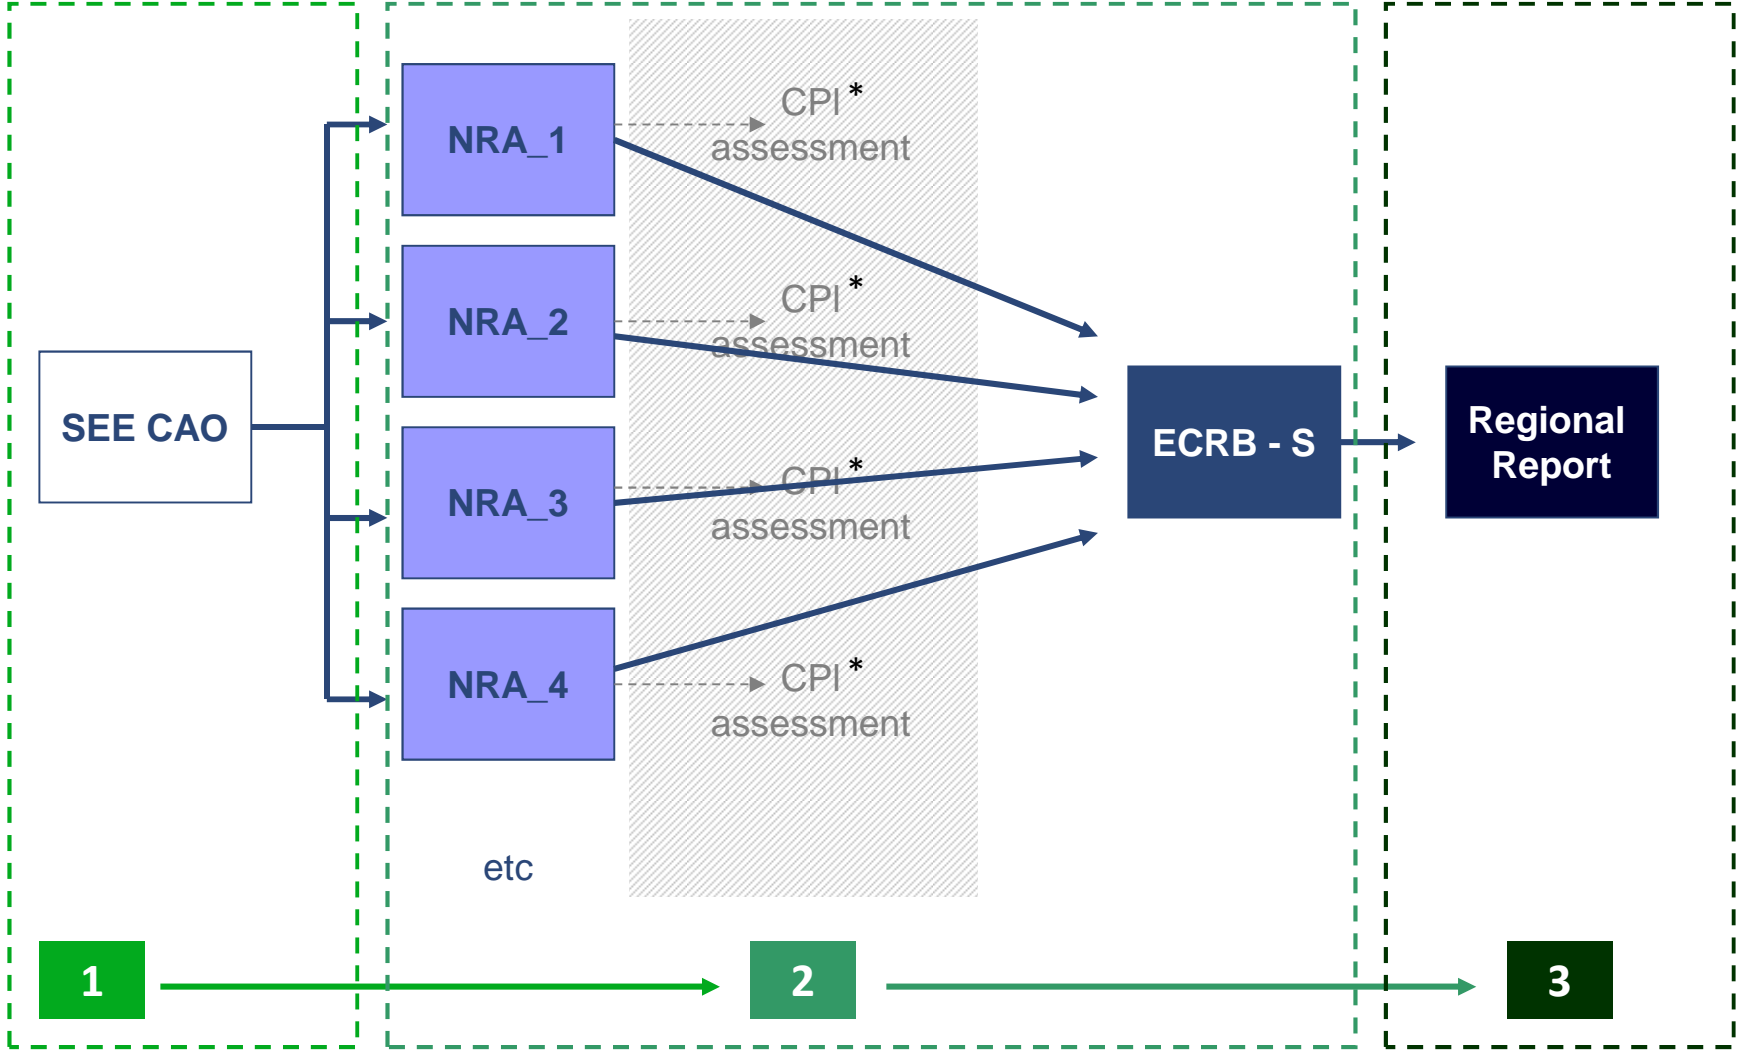 NRA_1
CPI *
assessment
NRA_2
CPI *
assessment
SEE CAO
NRA_3
CPI *
assessment
ECRB - S
Regional
Report
NRA_4
CPI *
assessment
etc
1
2
3